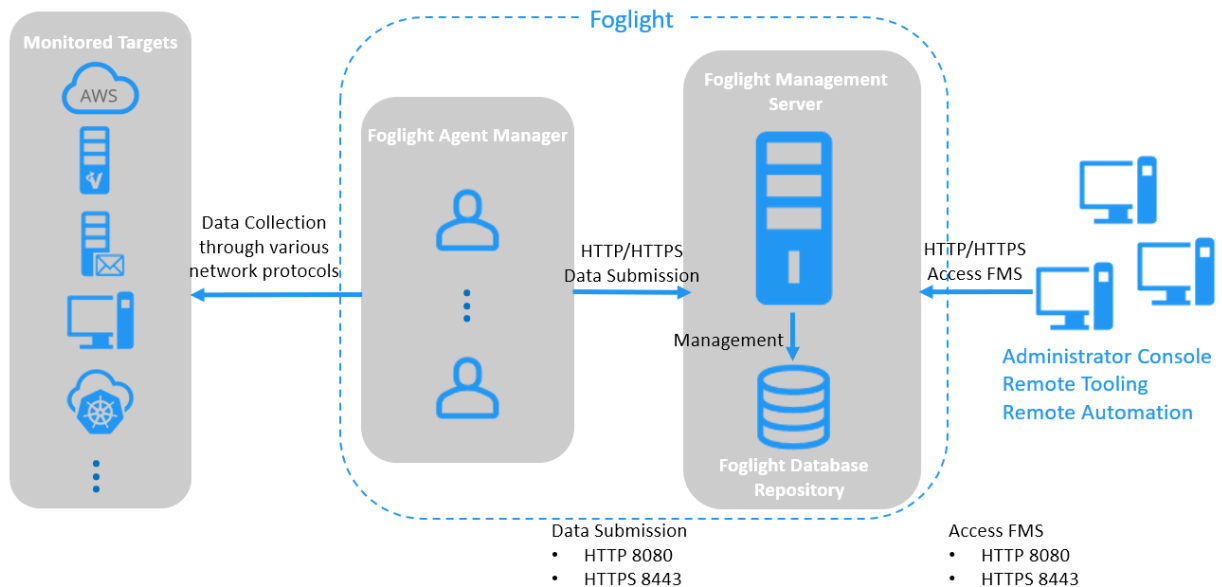 Foglight
Monitored Targets
AWS
V
Data Collection
through various
network protocols
Foglight Agent Manager
HTTP/HTTPS
Data Submission
Foglight Management
Server
Management
Foglight Database
Repository
HTTP/HTTPS
Access FMS
Administrator Console
Remote Tooling
Remote Automation
Data Submission
• HTTP 8080
• HTTPS 8443
Access FMS
• HTTP 8080
• HTTPS 8443